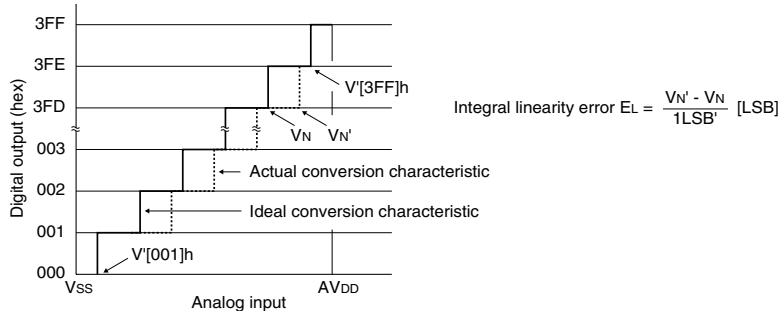 3FF
3FE
V'[3FF]h
3FD
VN VN'
Integral linearity error EL = VN' - VN / 1LSB' [LSB]
Digital output (hex)
003
Actual conversion characteristic
002
Ideal conversion characteristic
001
V'[001]h
000
VSS AVDD
Analog input